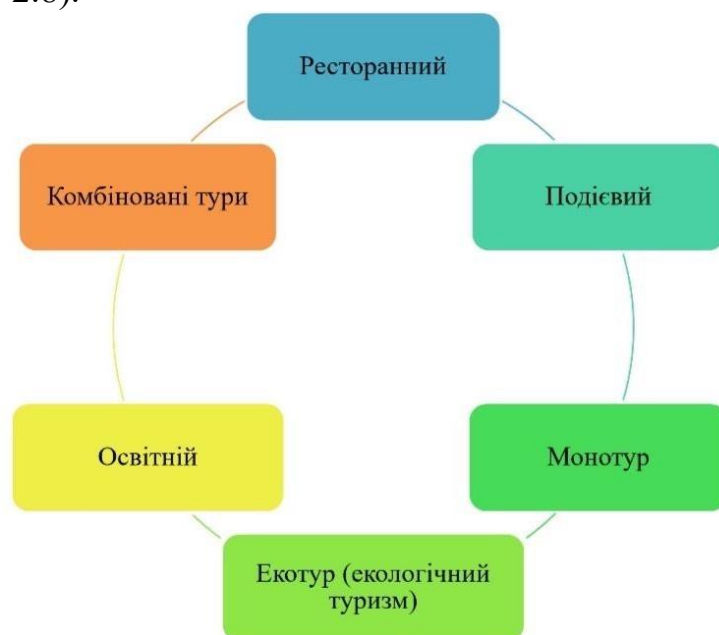 Ресторанний
Комбіновані тури
Подієвий
Освітній
Монотур
Екотур (екологічний
туризм)